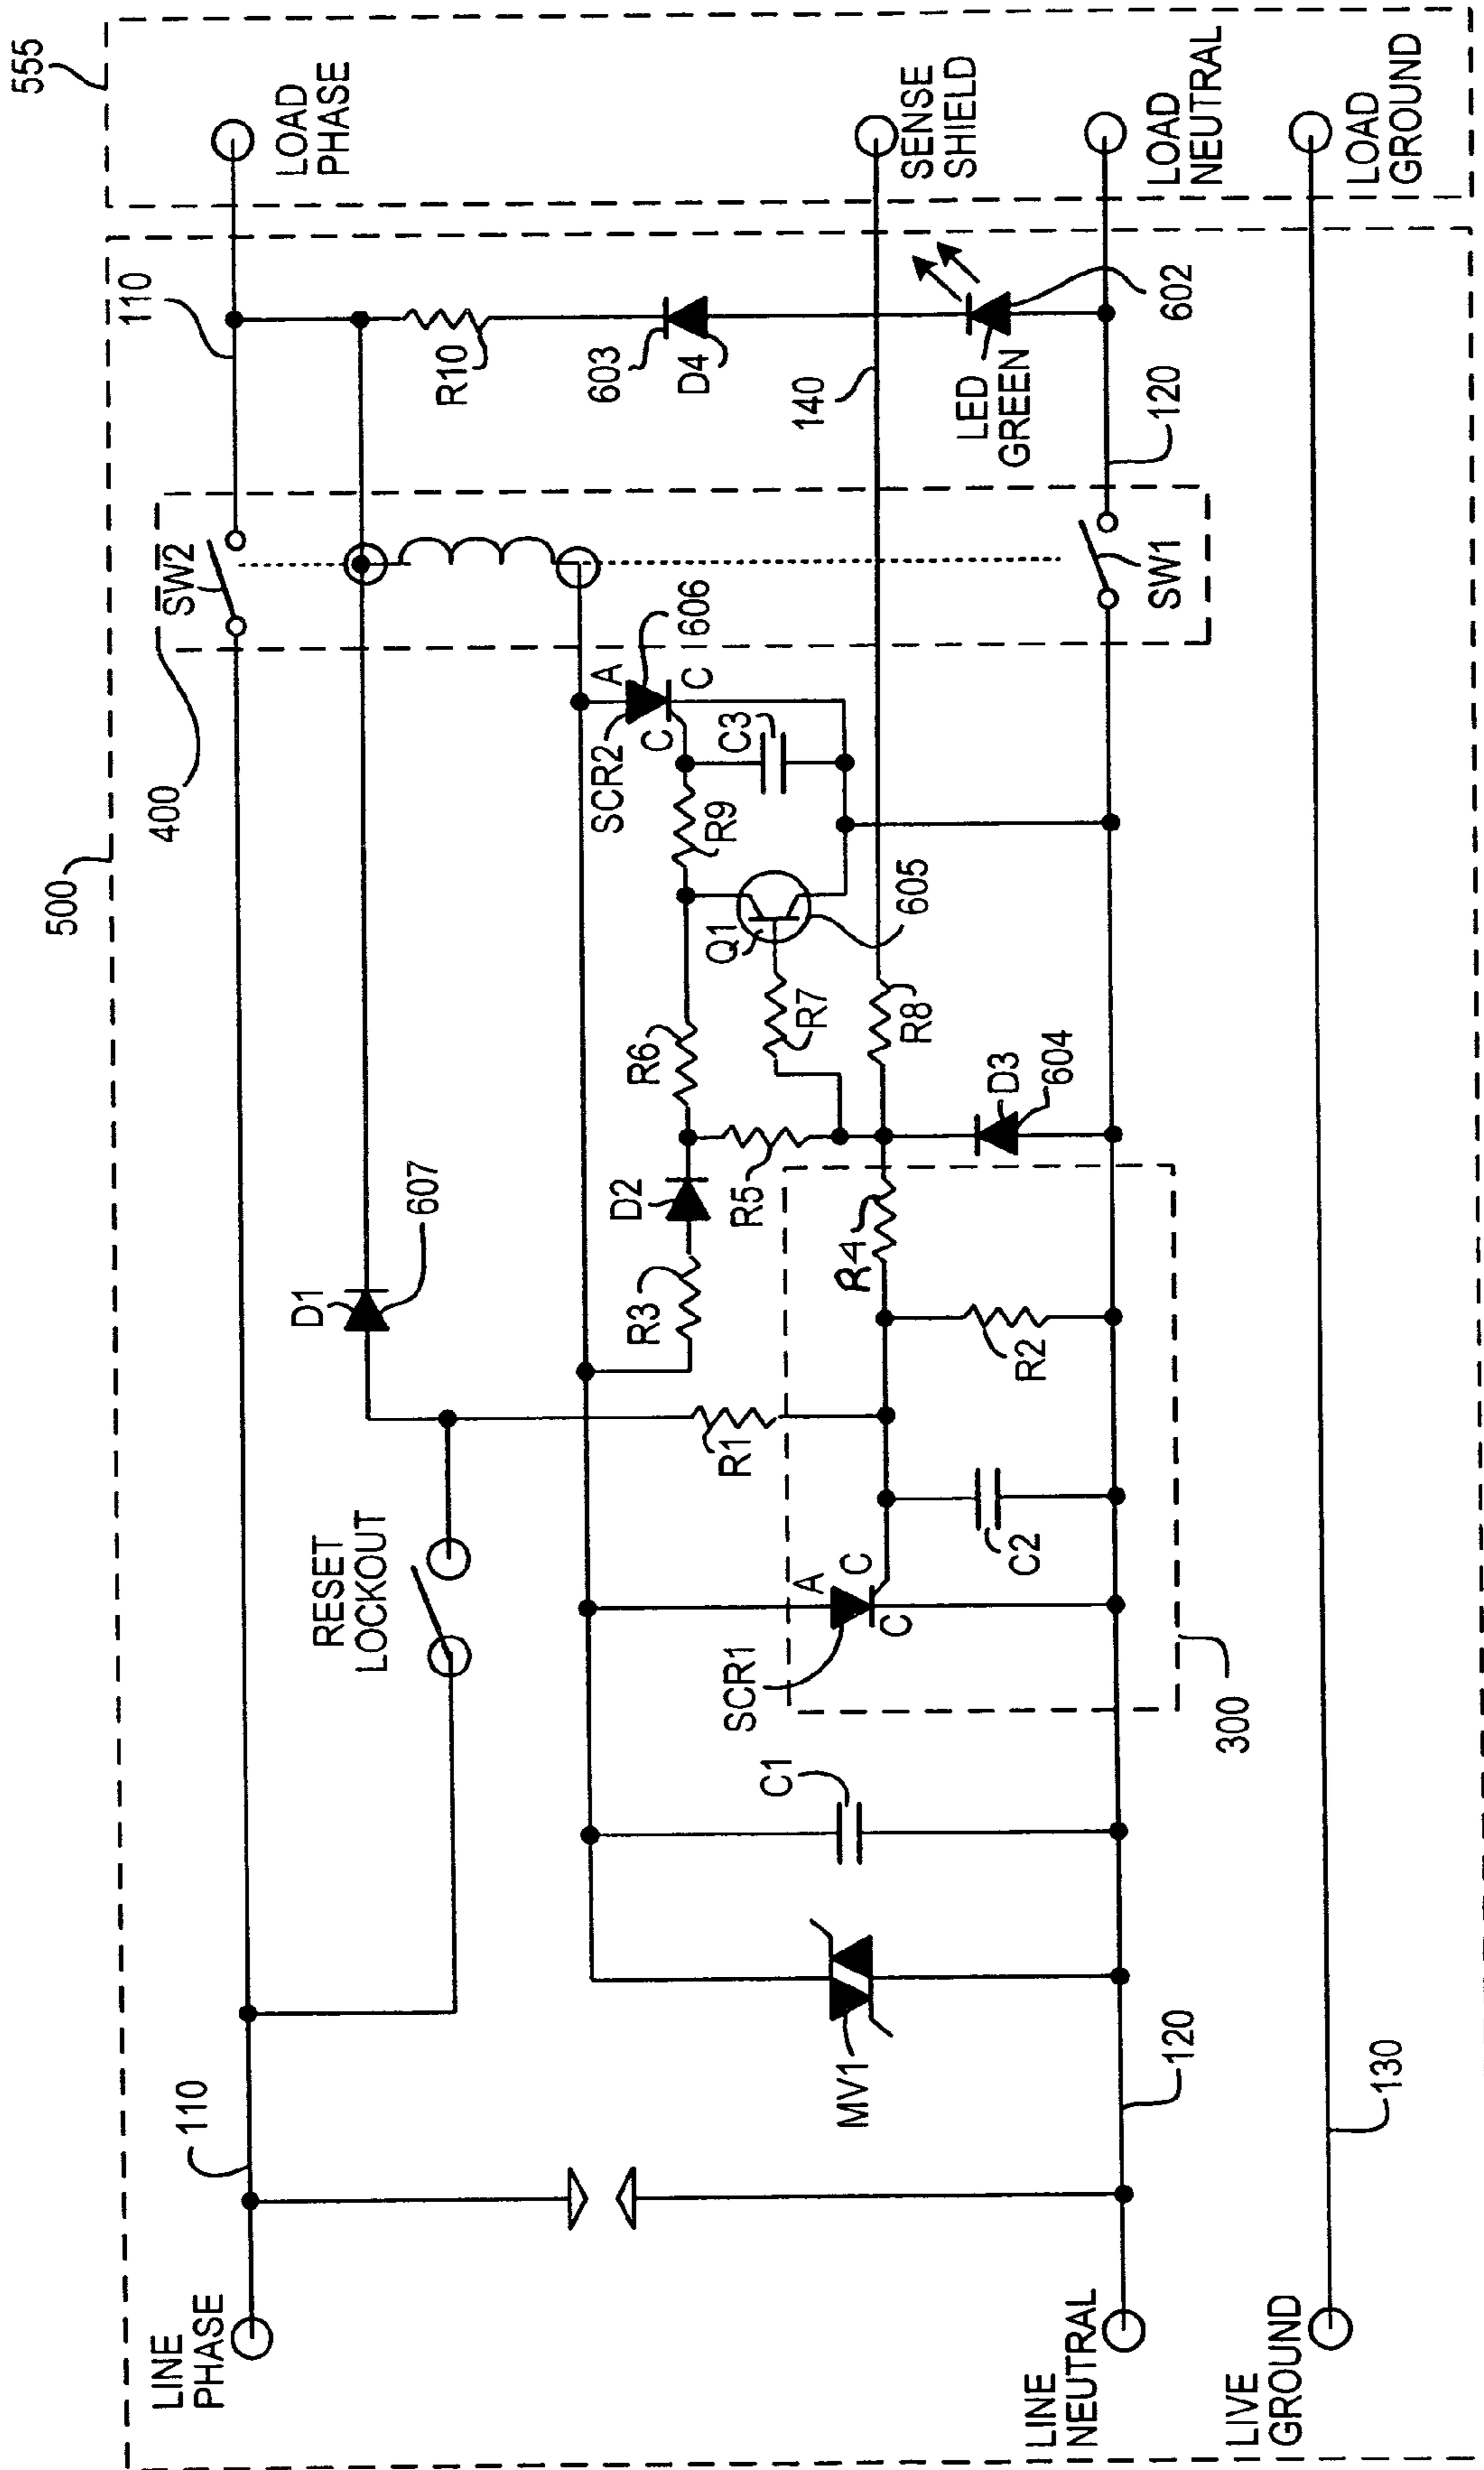 555
LOAD
PHASE
SENSE
SHIELD
LOAD
NEUTRAL
LOAD
GROUND
110
R10
603
D4
140
LED
GREEN
602
120
500
400
SW2
SW1
606
A
C
C
SCR2
C3
R9
Q1
605
R7
R8
R6
D3
604
D2
R5
R3
R4
R2
607
D1
R1
RESET
LOCKOUT
A
C
C
SCR1
C2
300
C1
MV1
110
120
130
LINE
PHASE
LINE
NEUTRAL
LIVE
GROUND